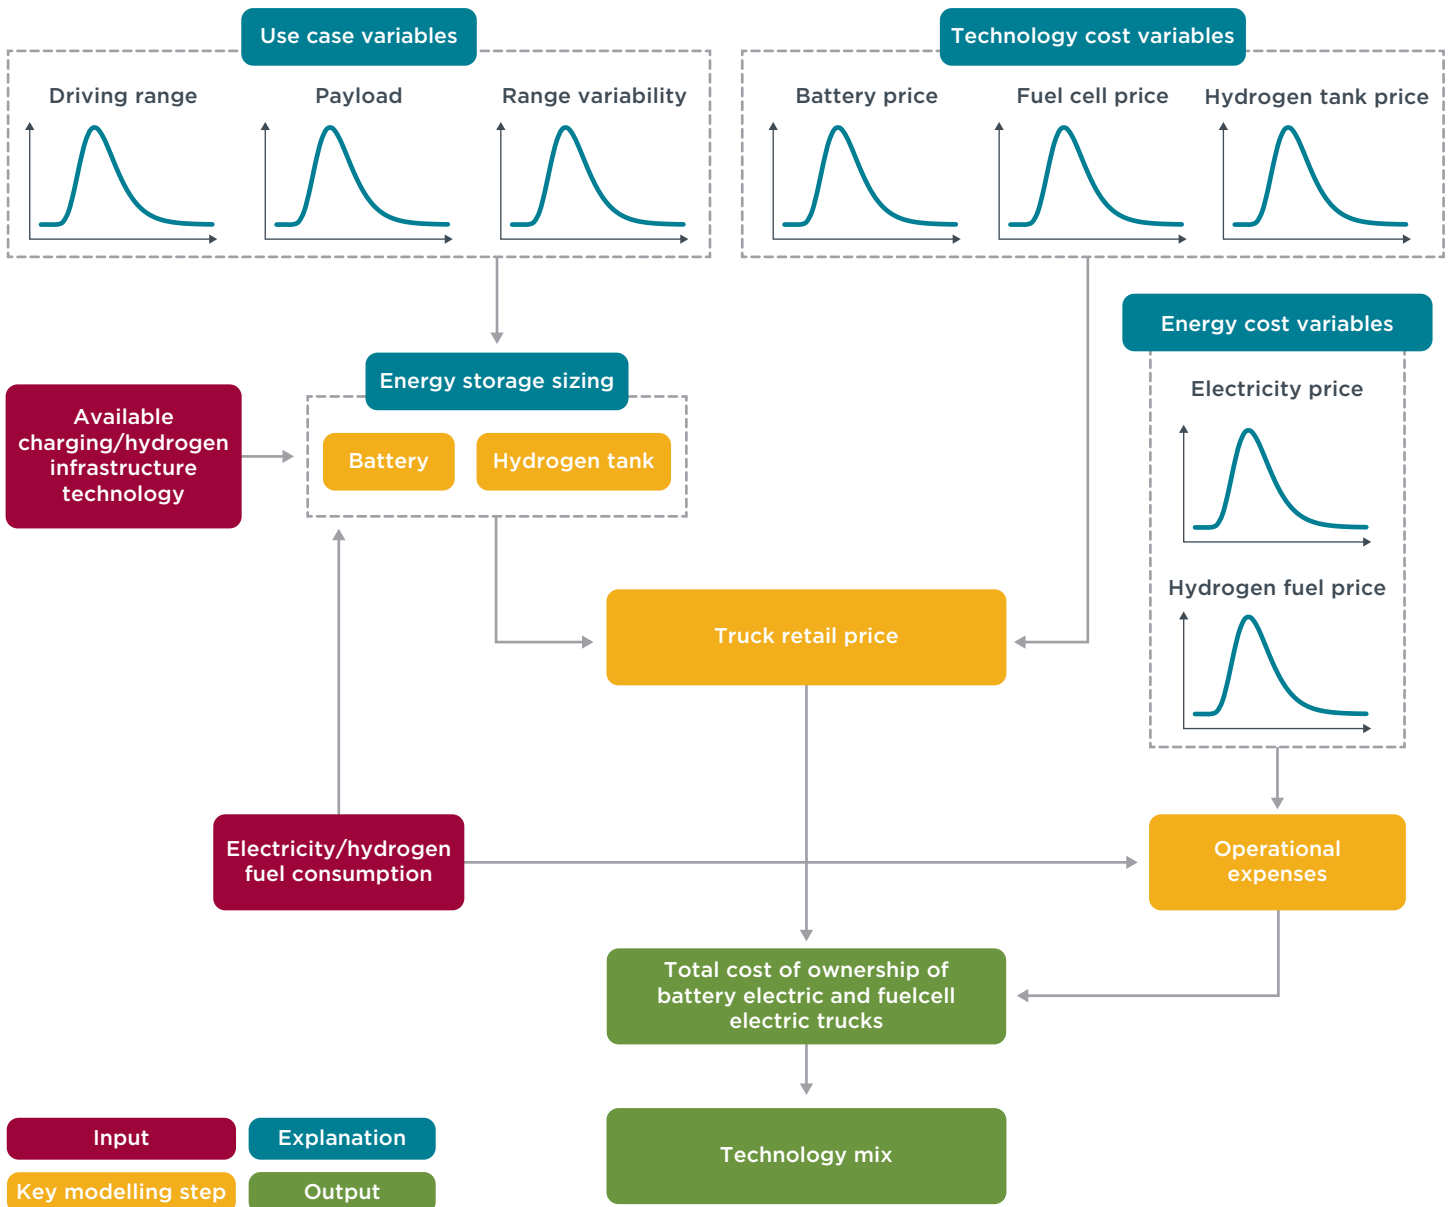 Use case variables
Technology cost variables
Driving range
Payload
Range variability
Battery price
Fuel cell price
Hydrogen tank price
Energy cost variables
Electricity price
Hydrogen fuel price
Energy storage sizing
Battery
Hydrogen tank
Available
charging/hydrogen
infrastructure
technology
Truck retail price
Electricity/hydrogen
fuel consumption
Operational
expenses
Total cost of ownership of
battery electric and fuelcell
electric trucks
Technology mix
Input
Explanation
Key modelling step
Output